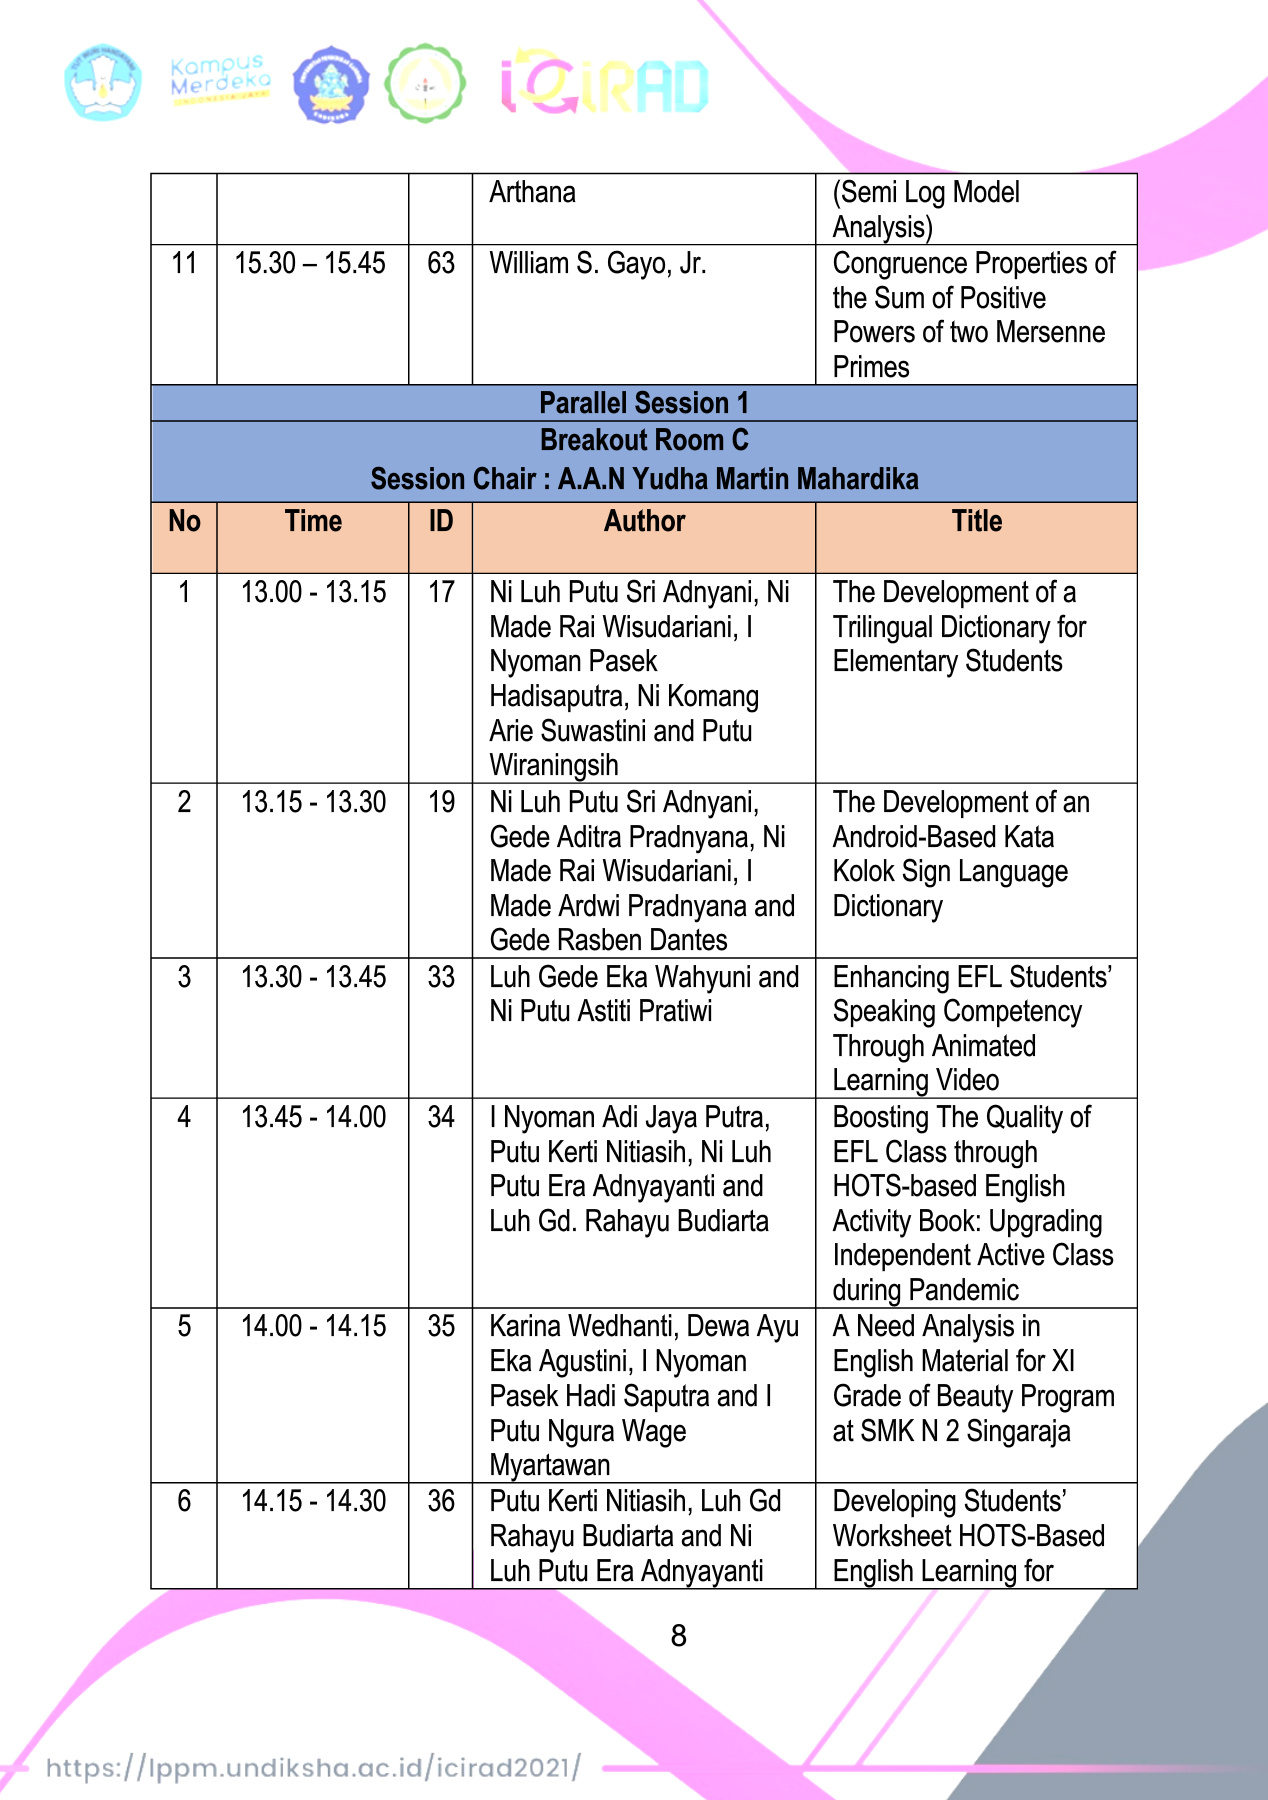 Kampus
Merdeka
INDONESIA JAYA
iCiRAD
Arthana
(Semi Log Model
Analysis)
11
15.30 – 15.45
63
William S. Gayo, Jr.
Congruence Properties of
the Sum of Positive
Powers of two Mersenne
Primes
Parallel Session 1
Breakout Room C
Session Chair : A.A.N Yudha Martin Mahardika
No
Time
ID
Author
Title
1
13.00 - 13.15
17
Ni Luh Putu Sri Adnyani, Ni
Made Rai Wisudariani, I
Nyoman Pasek
Hadisaputra, Ni Komang
Arie Suwastini and Putu
Wiraningsih
The Development of a
Trilingual Dictionary for
Elementary Students
2
13.15 - 13.30
19
Ni Luh Putu Sri Adnyani,
Gede Aditra Pradnyana, Ni
Made Rai Wisudariani, I
Made Ardwi Pradnyana and
Gede Rasben Dantes
The Development of an
Android-Based Kata
Kolok Sign Language
Dictionary
3
13.30 - 13.45
33
Luh Gede Eka Wahyuni and
Ni Putu Astiti Pratiwi
Enhancing EFL Students’
Speaking Competency
Through Animated
Learning Video
4
13.45 - 14.00
34
I Nyoman Adi Jaya Putra,
Putu Kerti Nitiasih, Ni Luh
Putu Era Adnyayanti and
Luh Gd. Rahayu Budiarta
Boosting The Quality of
EFL Class through
HOTS-based English
Activity Book: Upgrading
Independent Active Class
during Pandemic
5
14.00 - 14.15
35
Karina Wedhanti, Dewa Ayu
Eka Agustini, I Nyoman
Pasek Hadi Saputra and I
Putu Ngura Wage
Myartawan
A Need Analysis in
English Material for XI
Grade of Beauty Program
at SMK N 2 Singaraja
6
14.15 - 14.30
36
Putu Kerti Nitiasih, Luh Gd
Rahayu Budiarta and Ni
Luh Putu Era Adnyayanti
Developing Students’
Worksheet HOTS-Based
English Learning for
8
https://lppm.undiksha.ac.id/icirad2021/